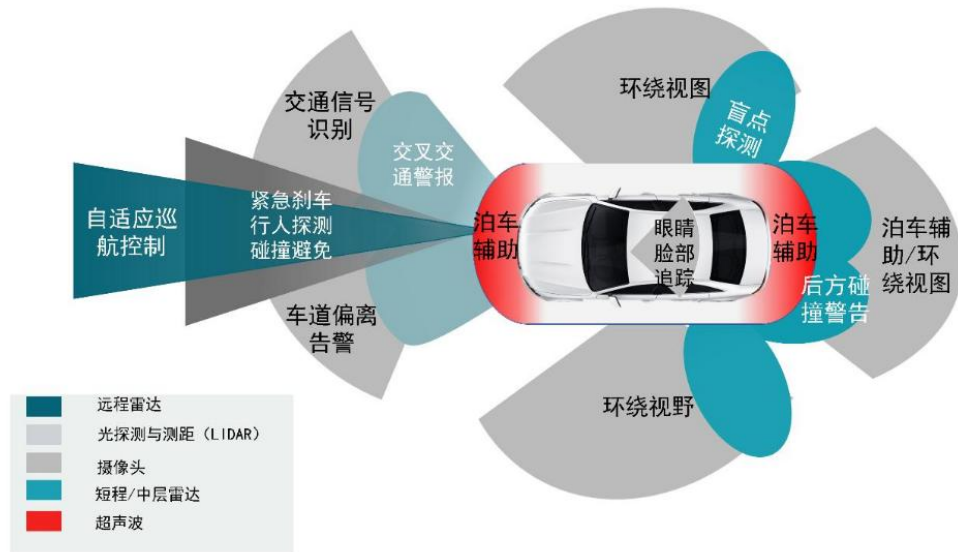 交通信号
识别
交叉交
通警报
自适应巡
航控制
紧急刹车
行人探测
碰撞避免
车道偏离
告警
泊车
辅助
眼睛
脸部
追踪
泊车
辅助
环绕视图
盲点
探测
泊车辅
助/环
绕视图
后方碰
撞警告
环绕视野
远程雷达
光探测与测距（LIDAR）
摄像头
短程/中层雷达
超声波